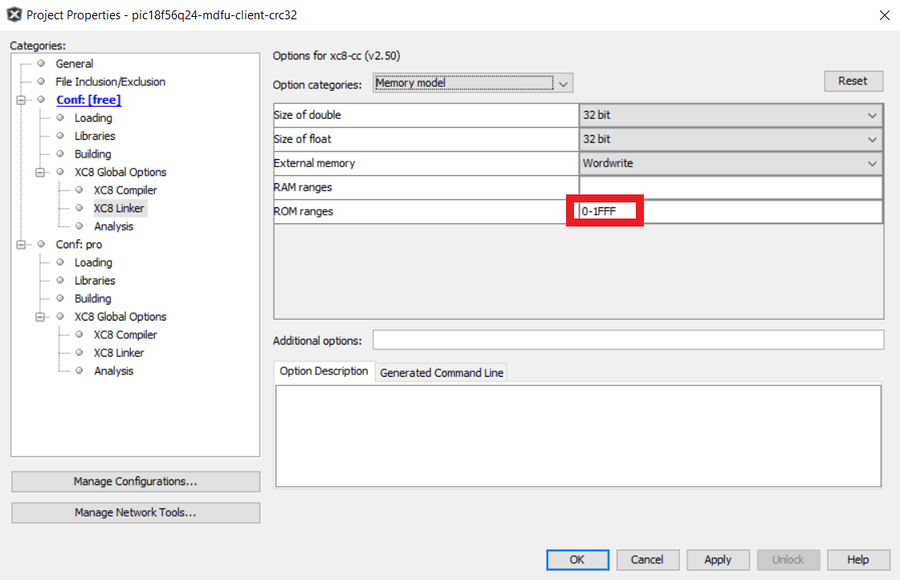 Project Properties - pic18f56q24-mdfu-client-crc32
Categories:
General
File Inclusion/Exclusion
Conf: [free]
Loading
Libraries
Building
XC8 Global Options
XC8 Compiler
XC8 Linker
Analysis
Conf: pro
Loading
Libraries
Building
XC8 Global Options
XC8 Compiler
XC8 Linker
Analysis
Manage Configurations...
Manage Network Tools...
Options for xc8-cc (v2.50)
Option categories: Memory model Reset
Size of double 32 bit
Size of float 32 bit
External memory Wordwrite
RAM ranges
ROM ranges 0-1FFF
Additional options:
Option Description Generated Command Line
OK Cancel Apply Unlock Help